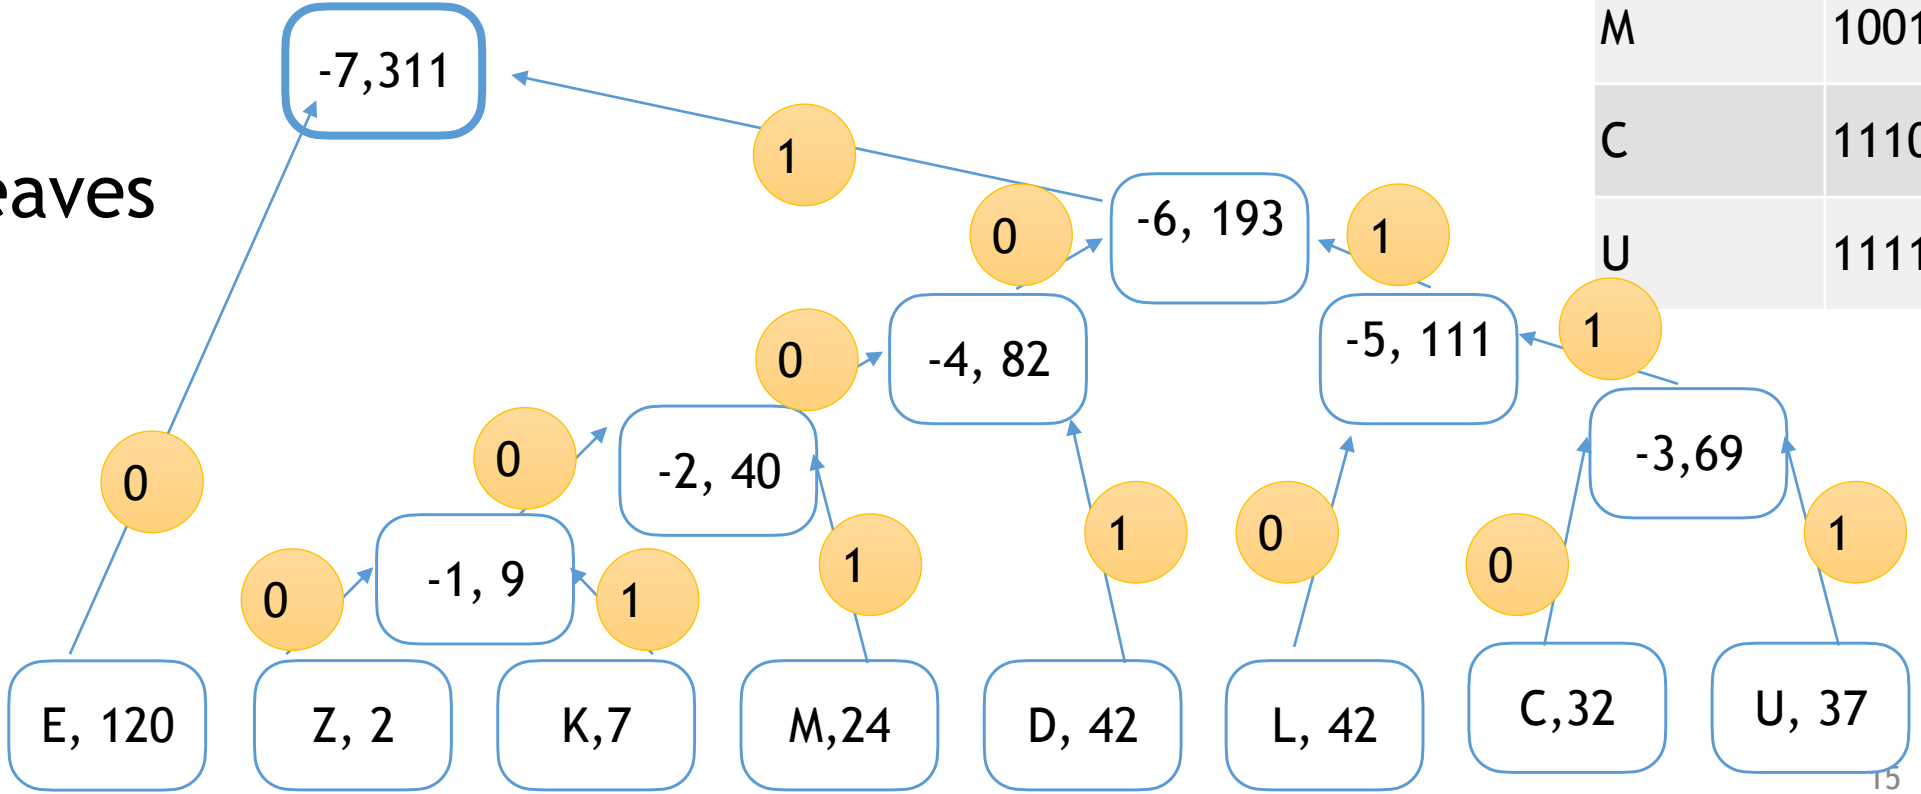 -7,311
M 1001
C 1110
U 1111
eaves
1
-6, 193
0
1
0
-4, 82
-5, 111
1
0
-2, 40
-3,69
0
-1, 9
0
1
1
1
0
0
1
E, 120
Z, 2
K,7
M,24
D, 42
L, 42
C,32
U, 37
15